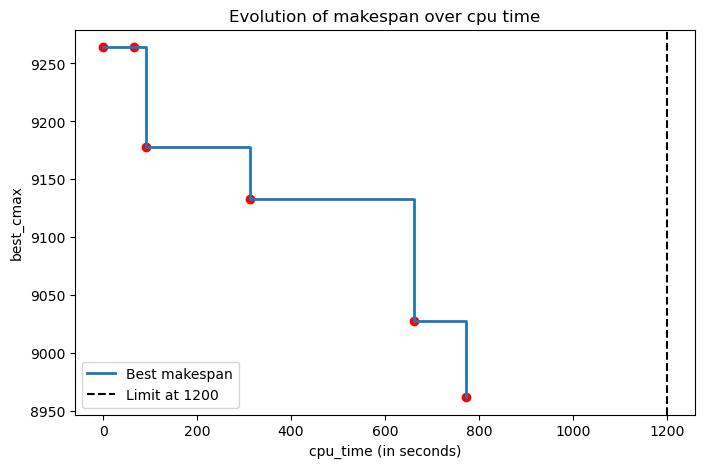 Evolution of makespan over cpu time
best_cmax
9250
9200
9150
9100
9050
9000
8950
Best makespan
Limit at 1200
0 200 400 600 800 1000 1200
cpu_time (in seconds)